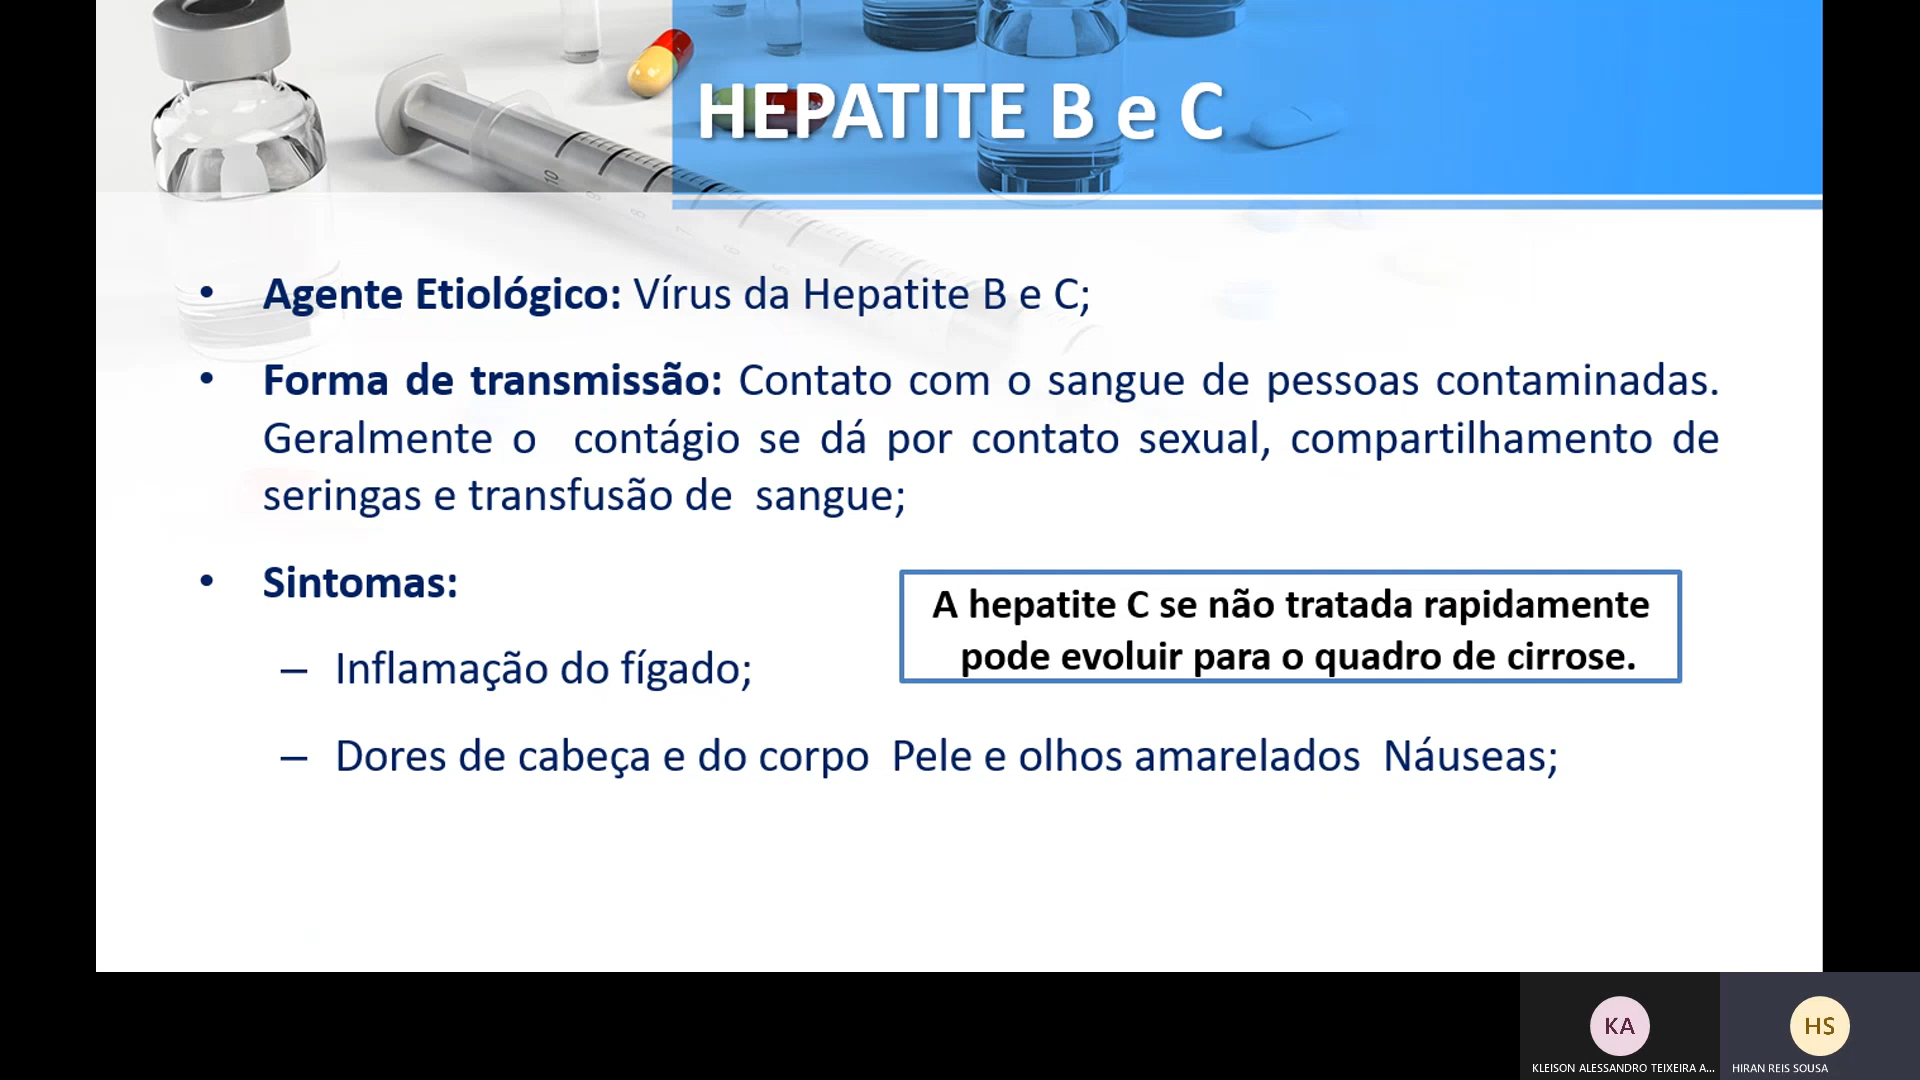 HEPATITE B e C
• Agente Etiológico: Vírus da Hepatite B e C;
• Forma de transmissão: Contato com o sangue de pessoas contaminadas.
Geralmente o contágio se dá por contato sexual, compartilhamento de
seringas e transfusão de sangue;
• Sintomas:
A hepatite C se não tratada rapidamente
pode evoluir para o quadro de cirrose.
– Inflamação do fígado;
– Dores de cabeça e do corpo Pele e olhos amarelados Náuseas;
KA
HS
KLEISON ALESSANDRO TEIXEIRA A...
HIRAN REIS SOUSA